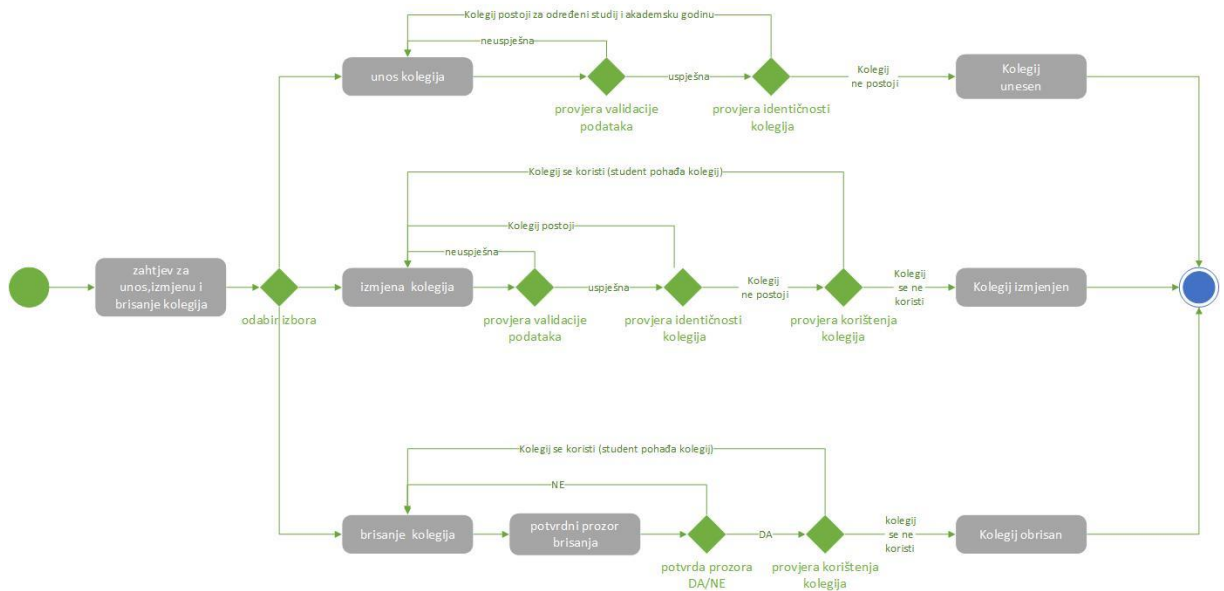 Kolegij postoji za određeni studij i akademsku godinu
neuspješna
unos kolegija
uspješna
Kolegij
ne postoji
Kolegij
unesen
provjera validacije
podataka
provjera identičnosti
kolegija
Kolegij se koristi (student pohađa kolegij)
Kolegij postoji
neuspješna
zahtjev za
unos,izmjenu i
brisanje kolegija
odabir izbora
izmjena kolegija
uspješna
Kolegij
ne postoji
Kolegij
se ne
koristi
Kolegij izmjenjen
provjera validacije
podataka
provjera identičnosti
kolegija
provjera korištenja
kolegija
Kolegij se koristi (student pohađa kolegij)
NE
brisanje kolegija
potvrdni prozor
brisanja
DA
kolegij
se ne
koristi
Kolegij obrisan
potvrda prozora
DA/NE
provjera korištenja
kolegija